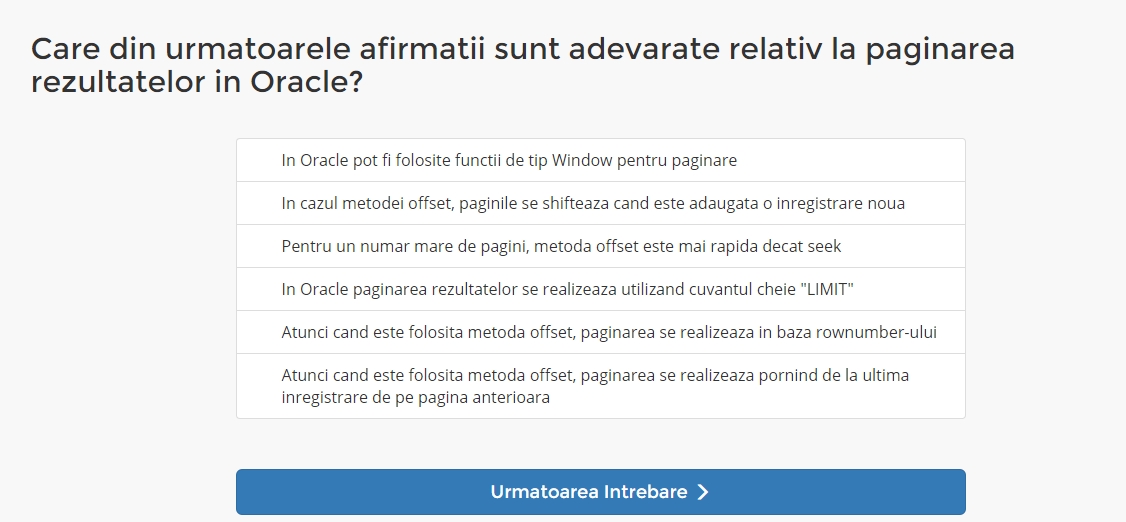 Care din urmatoarele afirmatii sunt adevarate relativ la paginarea
rezultatelor in Oracle?
In Oracle pot fi folosite functii de tip Window pentru paginare
In cazul metodei offset, paginile se shifteaza cand este adaugata o inregistrare noua
Pentru un numar mare de pagini, metoda offset este mai rapida decat seek
In Oracle paginarea rezultatelor se realizeaza utilizand cuvantul cheie "LIMIT"
Atunci cand este folosita metoda offset, paginarea se realizeaza in baza rownumber-ului
Atunci cand este folosita metoda offset, paginarea se realizeaza pornind de la ultima
inregistrare de pe pagina anterioara
Urmatoarea Intrebare